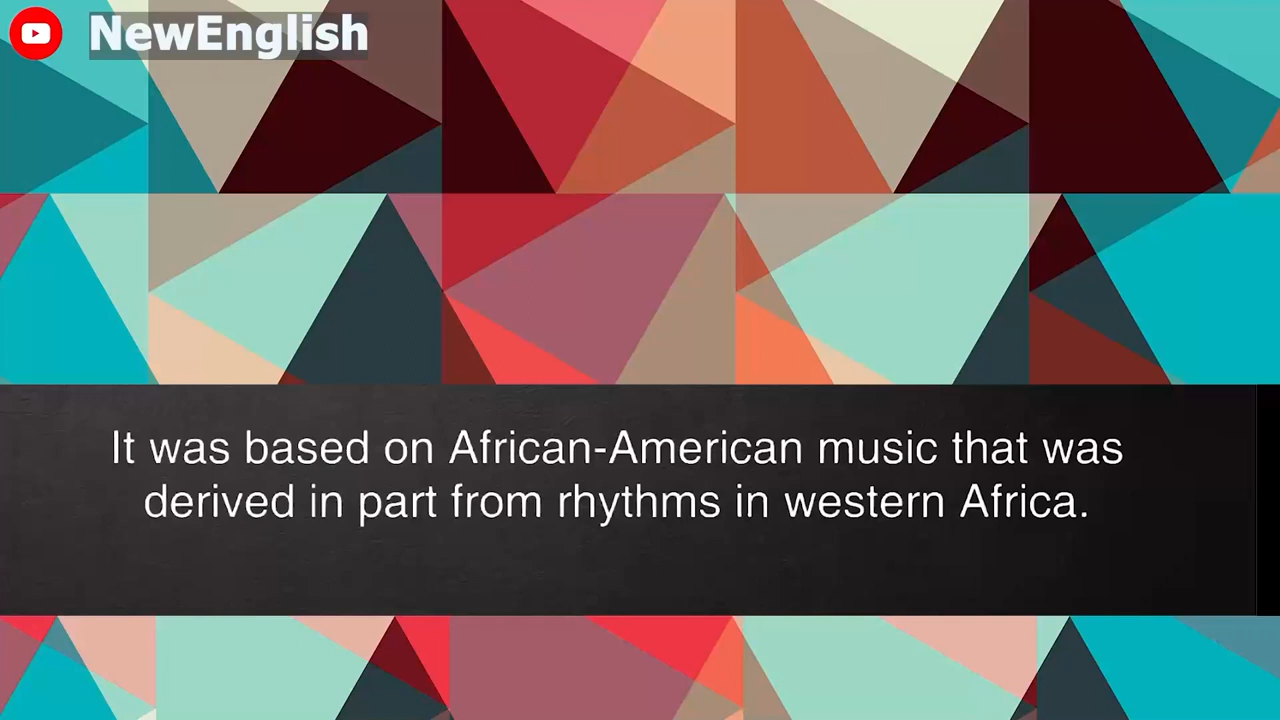 NewEnglish
It was based on African-American music that was
derived in part from rhythms in western Africa.